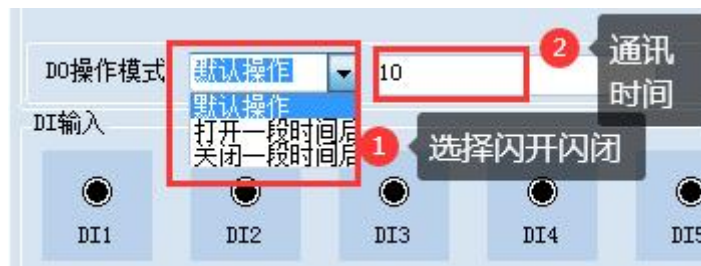 DO操作模式 默认操作 10
2 通讯
时间
默认操作
打开一段时间后
关闭一段时间后
1 选择闪开闪闭
DI输入
DI1 DI2 DI3 DI4 DI5